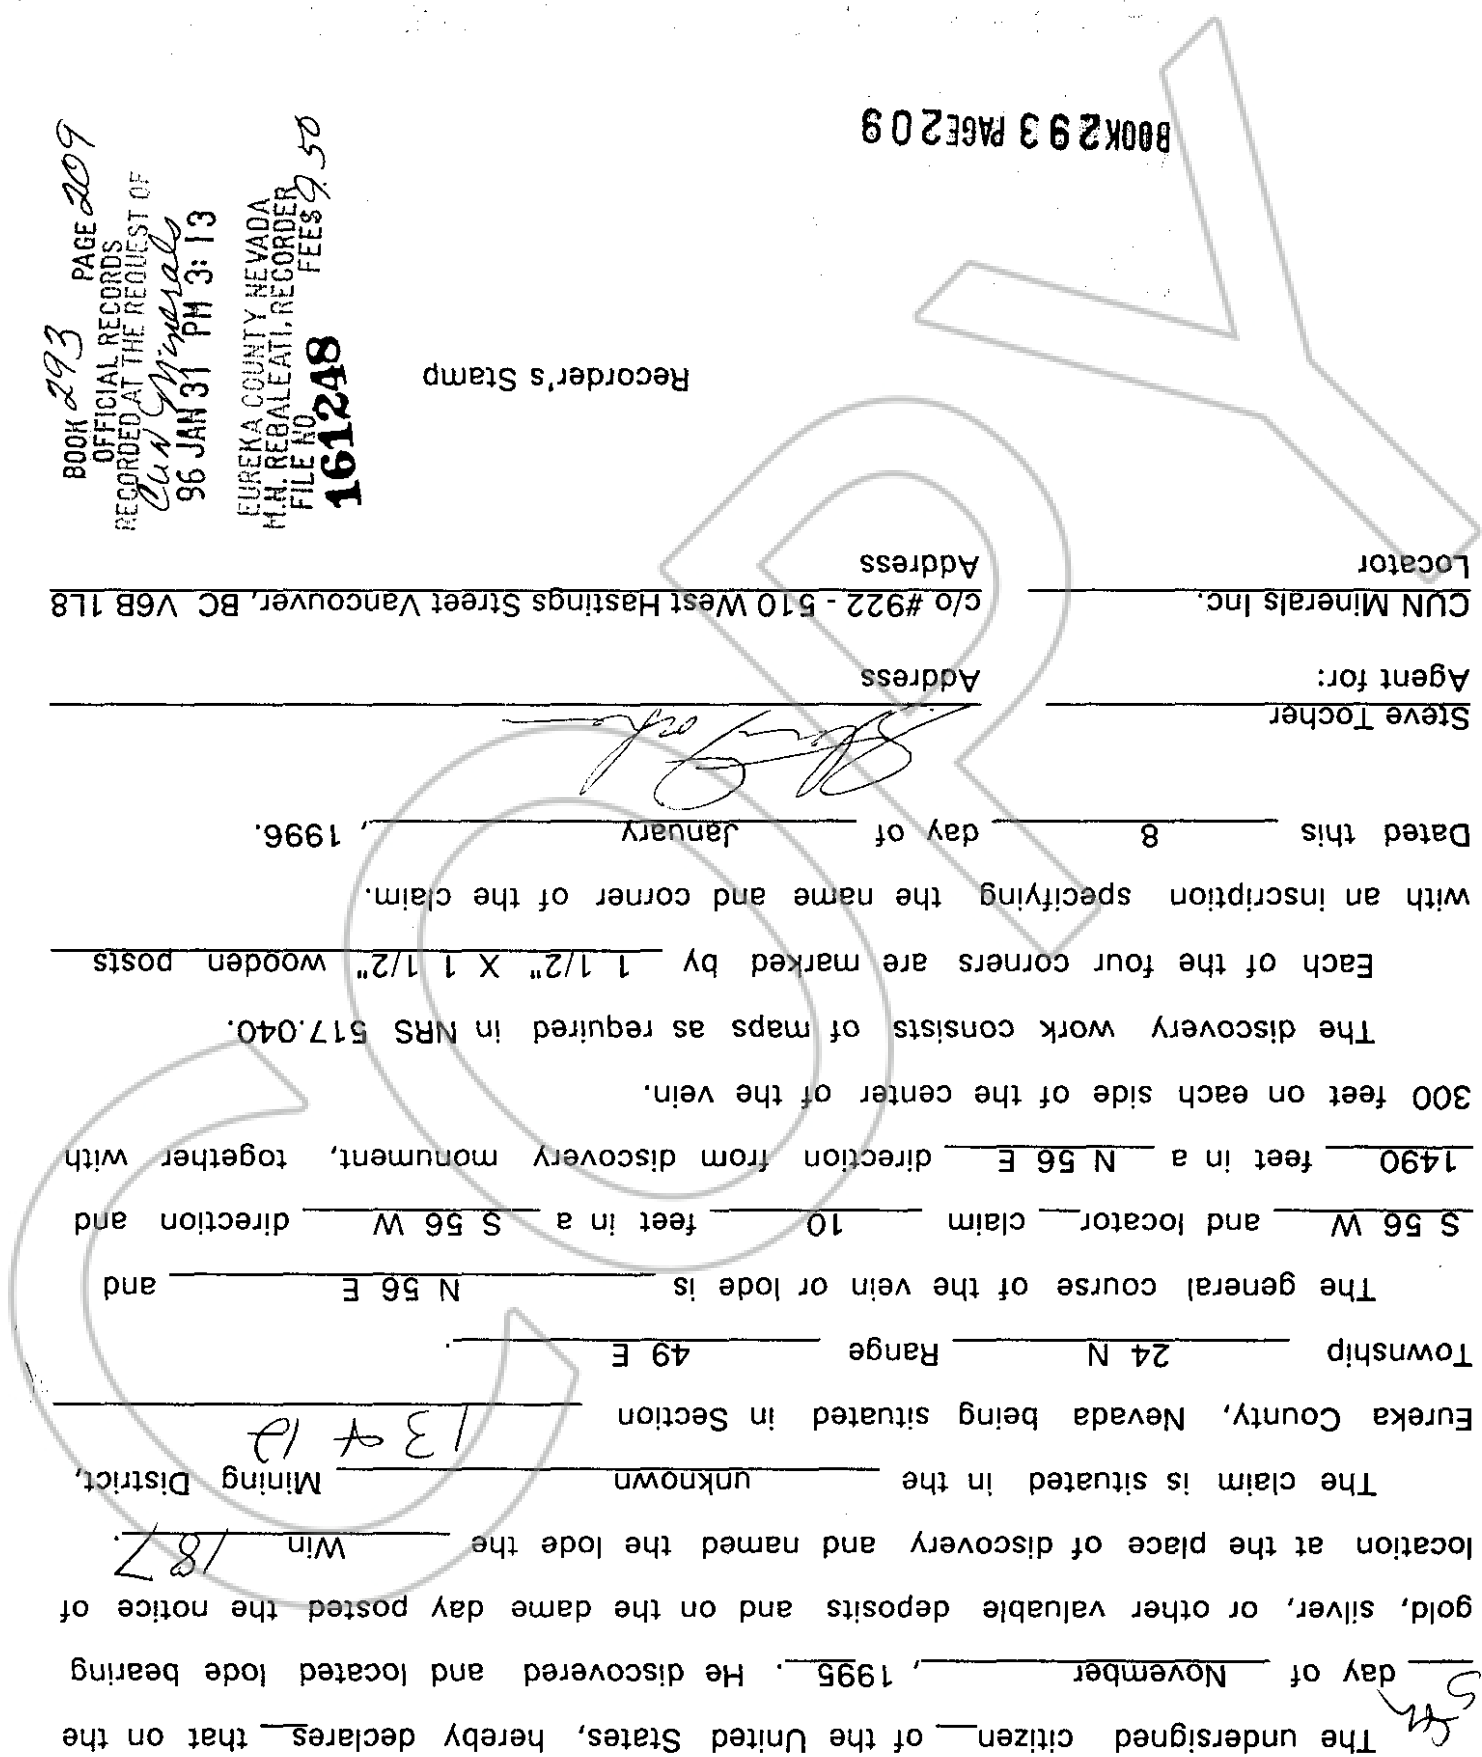 The undersigned citizen__ of the United States, hereby declares__ that on the
5th day of November, 1995. He discovered and located lode bearing
gold, silver, or other valuable deposits and on the dame day posted the notice of
location at the place of discovery and named the lode the Win 187.
The claim is situated in the unknown Mining District,
Eureka County, Nevada being situated in Section 13 & 12
Township 24 N Range 49 E.
The general course of the vein or lode is N 56 E and
S 56 W and locator__ claim 10 feet in a S 56 W direction and
1490 feet in a N 56 E direction from discovery monument, together with
300 feet on each side of the center of the vein.
The discovery work consists of maps as required in NRS 517.040.
Each of the four corners are marked by 1 1/2" X 1 1/2" wooden posts
with an inscription specifying the name and corner of the claim.
Dated this 8 day of January, 1996.
Steve Tocher
Agent for: Address
CUN Minerals Inc. c/o #922 - 510 West Hastings Street Vancouver, BC V6B 1L8
Locator Address
Recorder's Stamp
BOOK 293 PAGE 209
OFFICIAL RECORDS
RECORDED AT THE REQUEST OF
CUN Minerals
96 JAN 31 PM 3:13
EUREKA COUNTY NEVADA
M.N. REBALEATI, RECORDER
FILE NO. FEES 9.50
161248
BOOK 293 PAGE 209
COPY